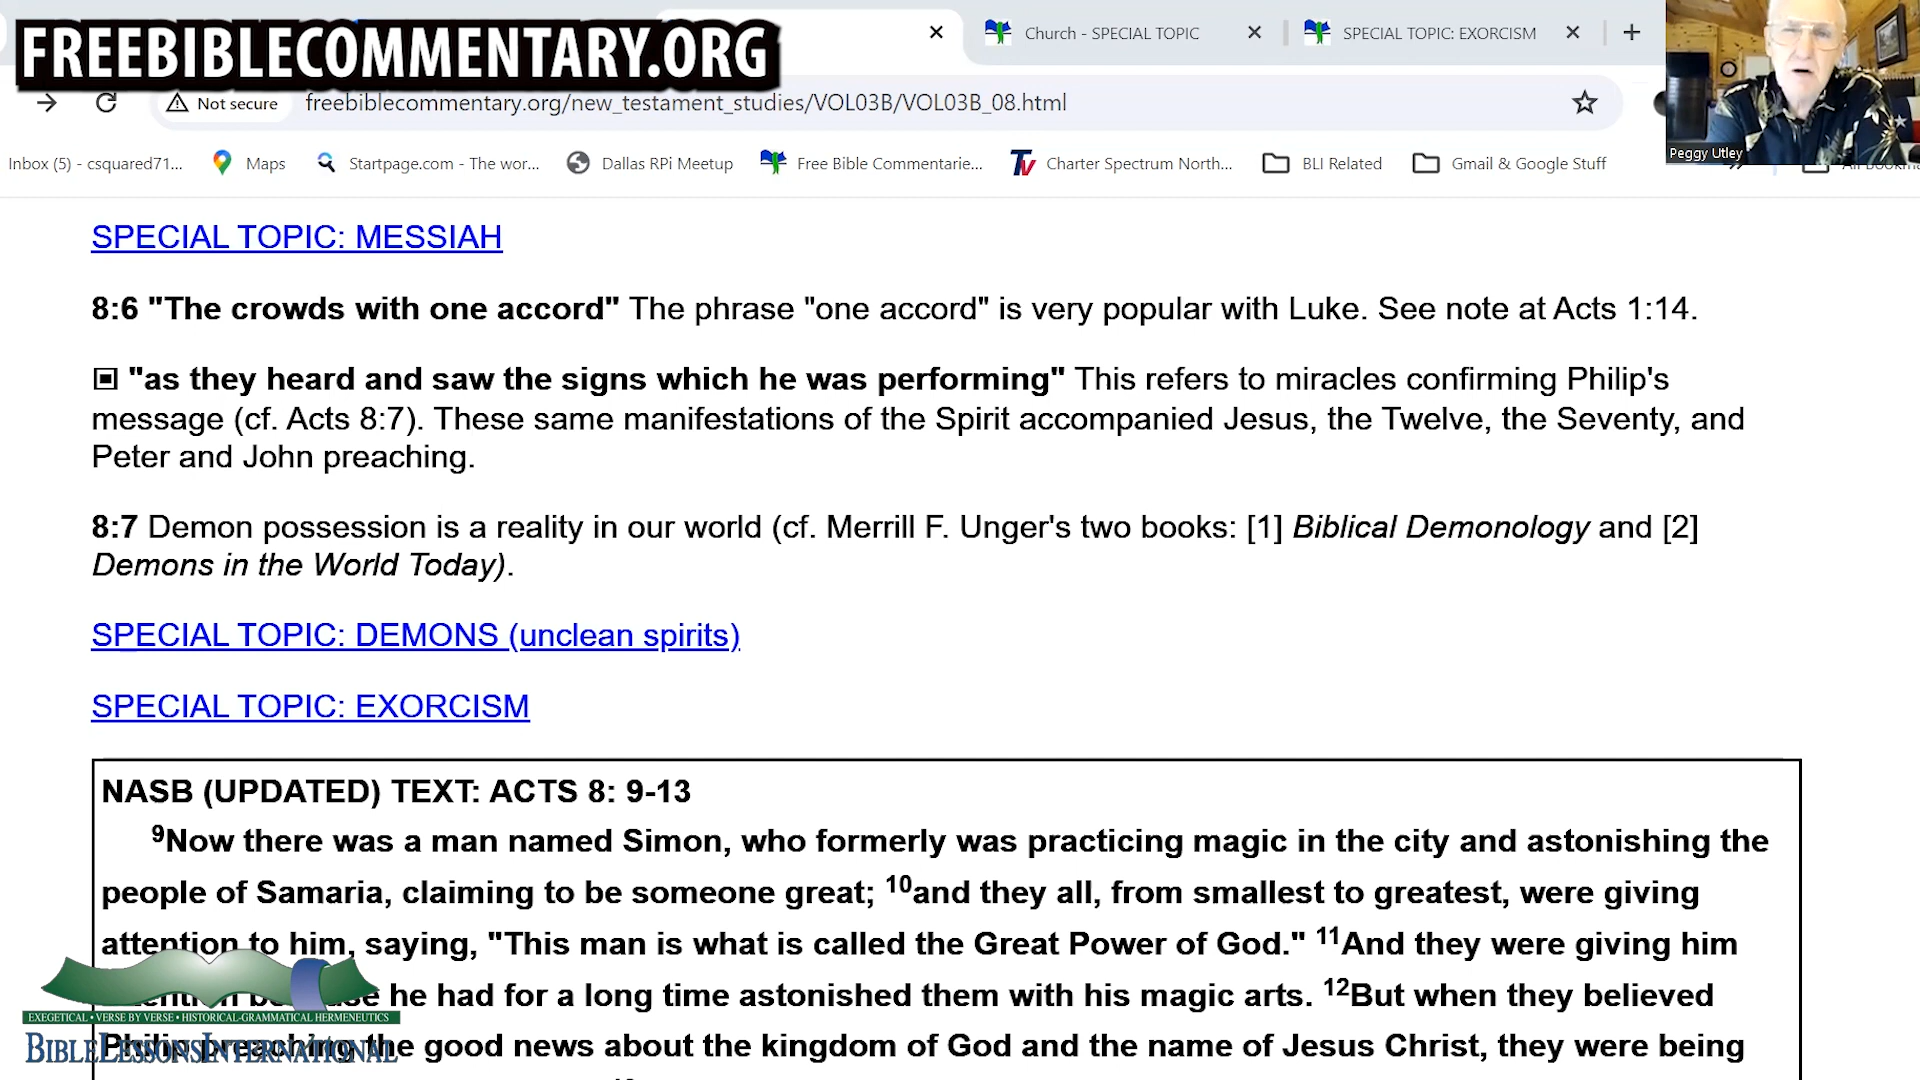 FREEBIBLECOMMENTARY.ORG
Church - SPECIAL TOPIC
SPECIAL TOPIC: EXORCISM
Not secure
freebiblecommentary.org/new_testament_studies/VOL03B/VOL03B_08.html
Peggy Utley
Inbox (5) - csquared71...
Maps
Startpage.com - The wor...
Dallas RPi Meetup
Free Bible Commentarie...
Charter Spectrum North...
BLI Related
Gmail & Google Stuff
SPECIAL TOPIC: MESSIAH
8:6 "The crowds with one accord" The phrase "one accord" is very popular with Luke. See note at Acts 1:14.
"as they heard and saw the signs which he was performing" This refers to miracles confirming Philip's
message (cf. Acts 8:7). These same manifestations of the Spirit accompanied Jesus, the Twelve, the Seventy, and
Peter and John preaching.
8:7 Demon possession is a reality in our world (cf. Merrill F. Unger's two books: [1] Biblical Demonology and [2]
Demons in the World Today).
SPECIAL TOPIC: DEMONS (unclean spirits)
SPECIAL TOPIC: EXORCISM
NASB (UPDATED) TEXT: ACTS 8: 9-13
9Now there was a man named Simon, who formerly was practicing magic in the city and astonishing the
people of Samaria, claiming to be someone great; 10and they all, from smallest to greatest, were giving
attention to him, saying, "This man is what is called the Great Power of God." 11And they were giving him
he had for a long time astonished them with his magic arts. 12But when they believed
Philip preaching the good news about the kingdom of God and the name of Jesus Christ, they were being
EXEGETICAL • VERSE BY VERSE • HISTORICAL-GRAMMATICAL HERMENEUTICS
BIBLE LESSONS INTERNATIONAL